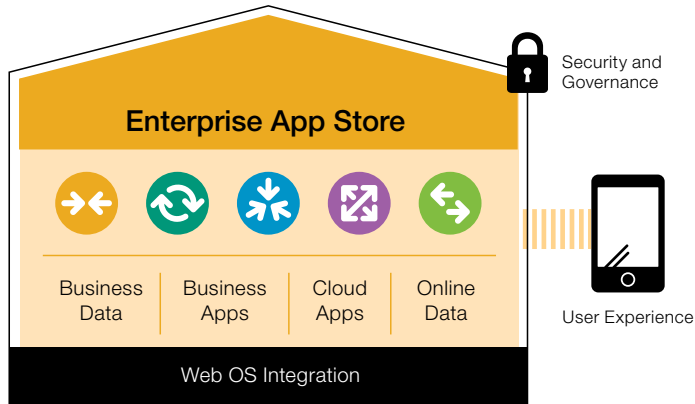 Security and
Governance
Enterprise App Store
Business
Data
Business
Apps
Cloud
Apps
Online
Data
User Experience
Web OS Integration